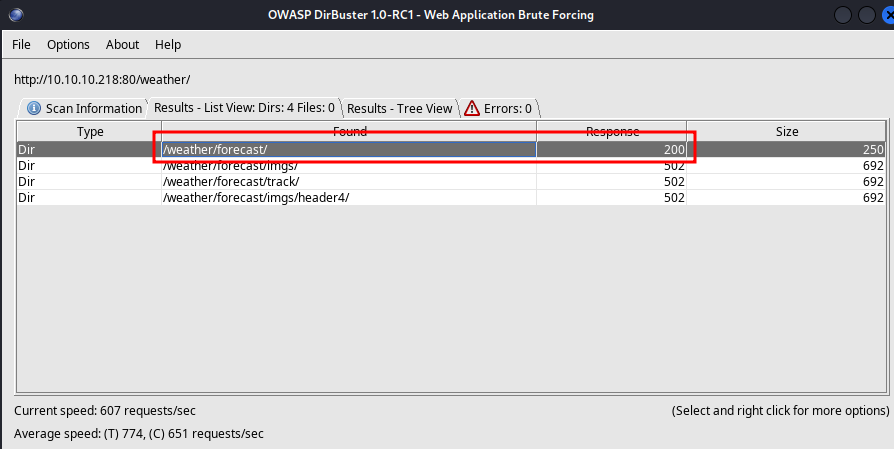 OWASP DirBuster 1.0-RC1 - Web Application Brute Forcing
File Options About Help
http://10.10.10.218:80/weather/
Scan Information Results - List View: Dirs: 4 Files: 0 Results - Tree View Errors: 0
Type Found Response Size
Dir /weather/forecast/ 200 250
Dir /weather/forecast/imgs/ 502 692
Dir /weather/forecast/track/ 502 692
Dir /weather/forecast/imgs/header4/ 502 692
Current speed: 607 requests/sec (Select and right click for more options)
Average speed: (T) 774, (C) 651 requests/sec